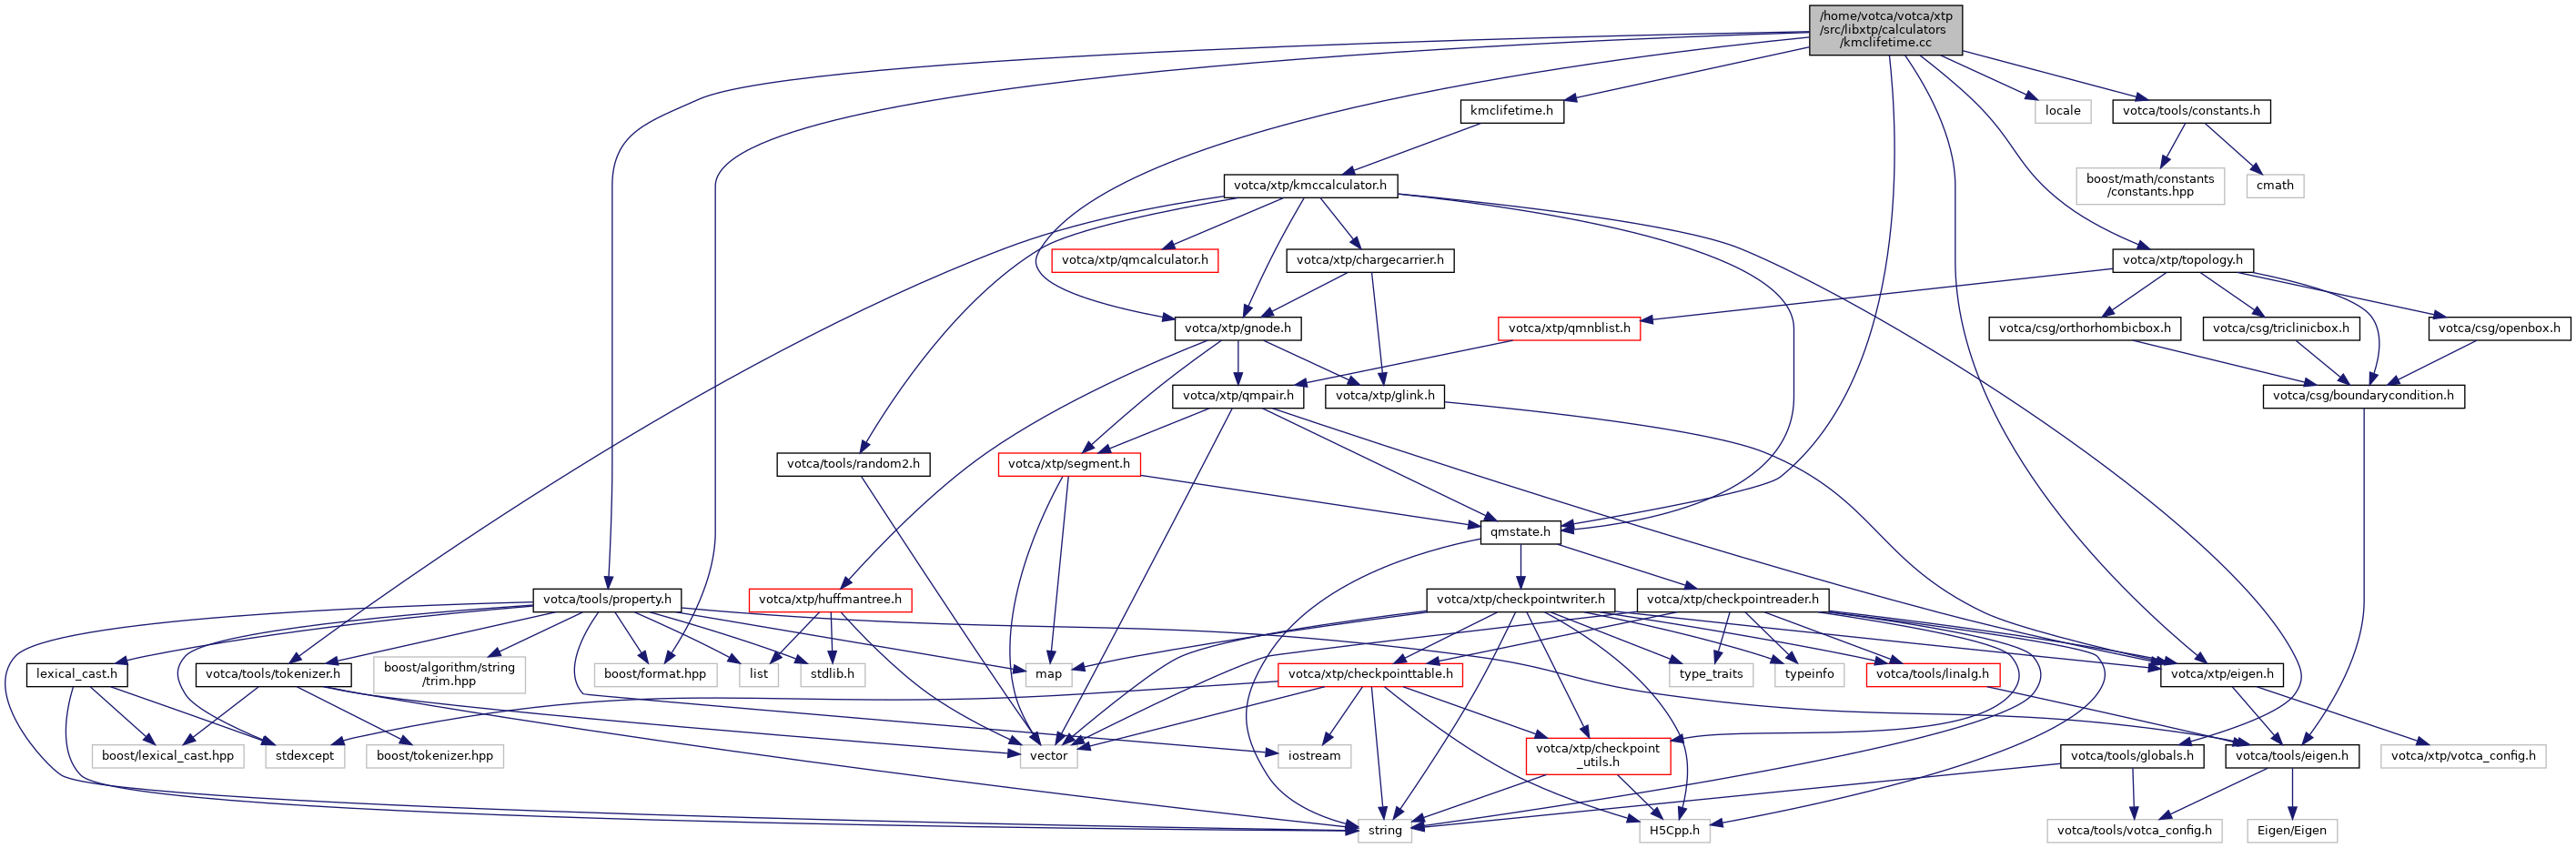 /home/votca/votca/xtp
/src/libxtp/calculators
/kmclifetime.cc
kmclifetime.h
locale
votca/tools/constants.h
votca/xtp/kmccalculator.h
boost/math/constants
/constants.hpp
cmath
votca/xtp/qmcalculator.h
votca/xtp/chargecarrier.h
votca/xtp/topology.h
votca/xtp/gnode.h
votca/xtp/qmnblist.h
votca/csg/orthorhombicbox.h
votca/csg/triclinicbox.h
votca/csg/openbox.h
votca/xtp/qmpair.h
votca/xtp/glink.h
votca/csg/boundarycondition.h
votca/tools/random2.h
votca/xtp/segment.h
qmstate.h
votca/tools/property.h
votca/xtp/huffmantree.h
votca/xtp/checkpointwriter.h
votca/xtp/checkpointreader.h
lexical_cast.h
votca/tools/tokenizer.h
boost/algorithm/string
/trim.hpp
boost/format.hpp
list
stdlib.h
map
votca/xtp/checkpointtable.h
type_traits
typeinfo
votca/tools/linalg.h
votca/xtp/eigen.h
boost/lexical_cast.hpp
stdexcept
boost/tokenizer.hpp
vector
iostream
votca/xtp/checkpoint
_utils.h
votca/tools/globals.h
votca/tools/eigen.h
votca/xtp/votca_config.h
string
H5Cpp.h
votca/tools/votca_config.h
Eigen/Eigen